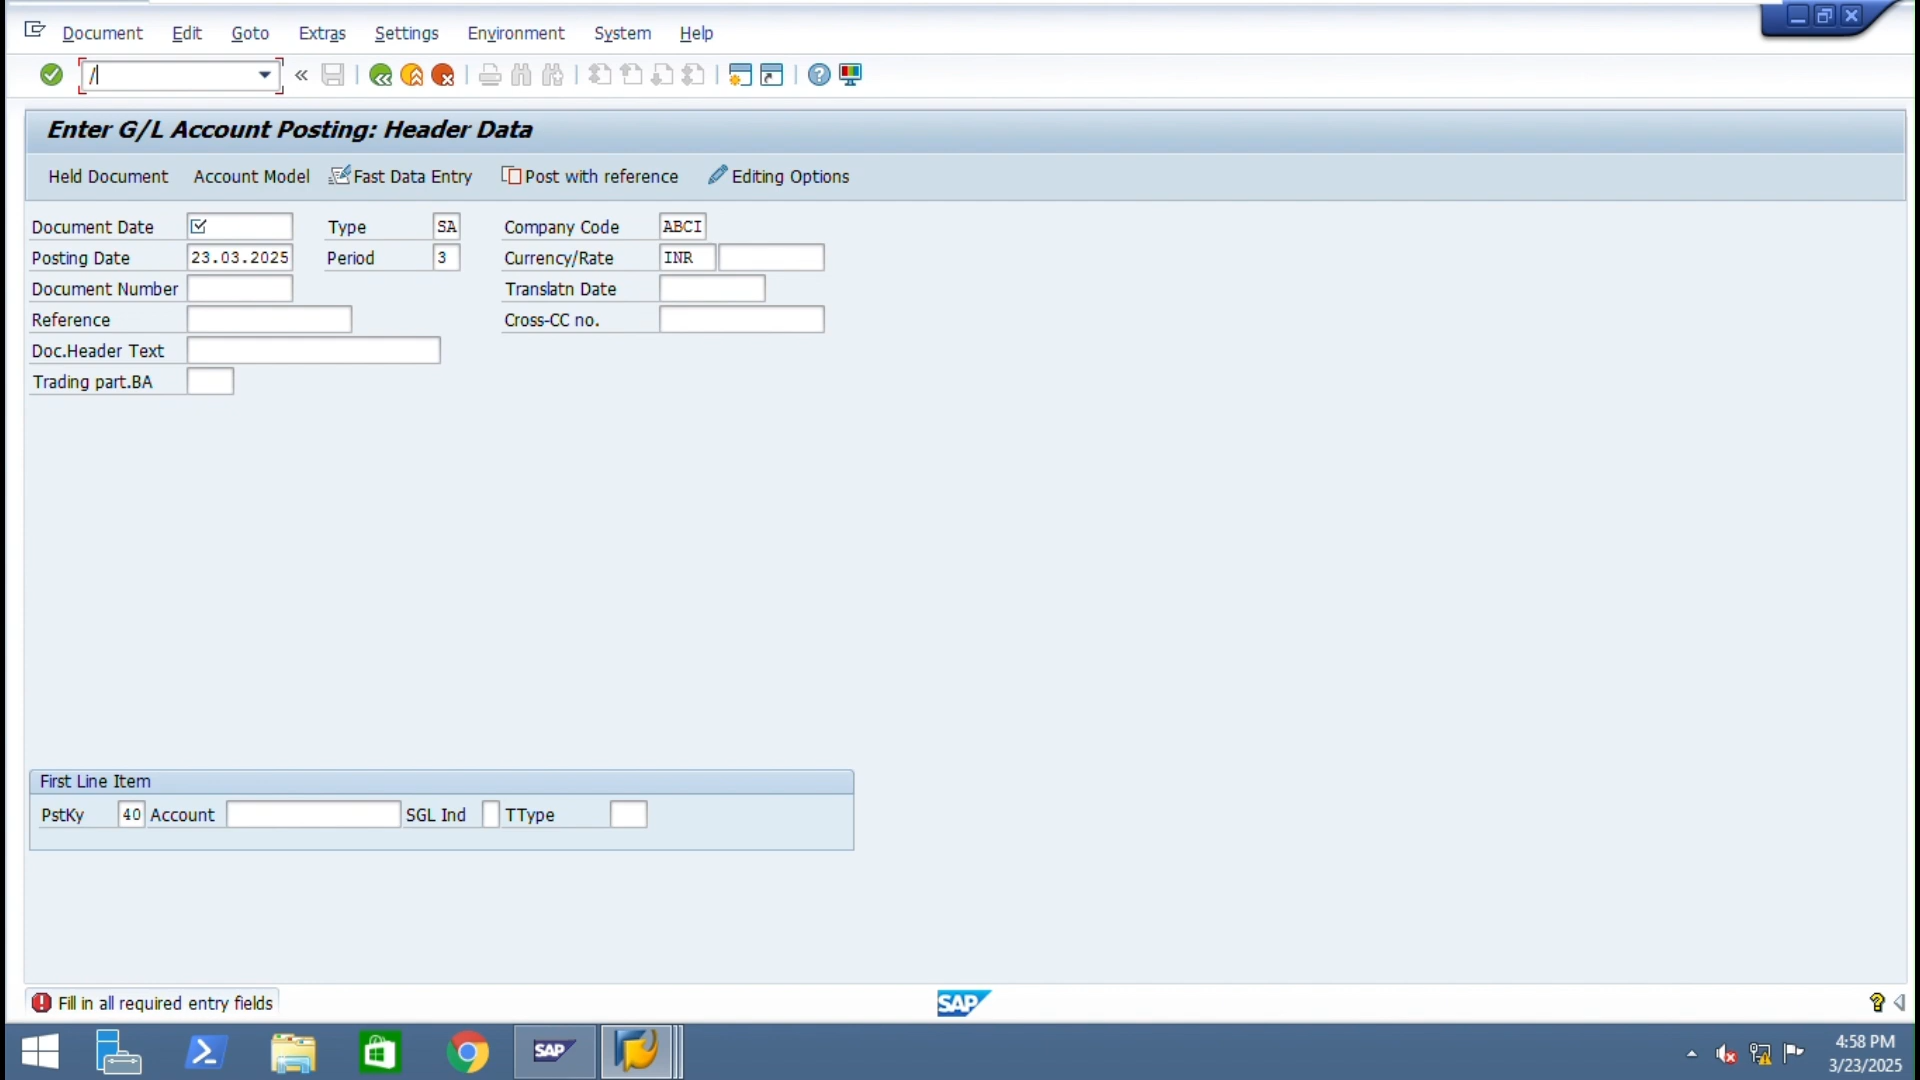 Document Edit Goto Extras Settings Environment System Help
/
Enter G/L Account Posting: Header Data
Held Document Account Model Fast Data Entry Post with reference Editing Options
Document Date Type SA Company Code ABCI
Posting Date 23.03.2025 Period 3 Currency/Rate INR
Document Number Translatn Date
Reference Cross-CC no.
Doc.Header Text
Trading part.BA
First Line Item
PstKy 40 Account SGL Ind TType
Fill in all required entry fields
SAP
SAP
4:58 PM
3/23/2025